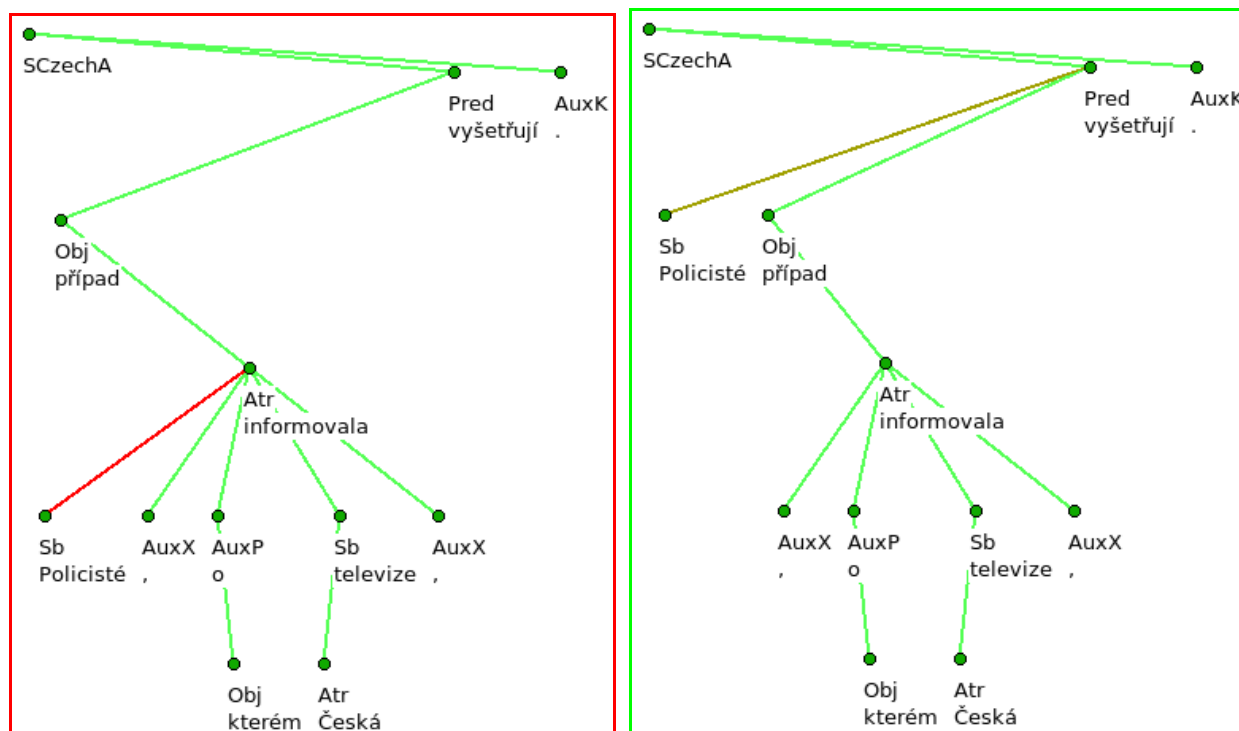 SCzechA
Pred AuxK
vyšetřují .
Obj
případ
Atr
informovala
Sb AuxX AuxP Sb AuxX
Policisté , o televize ,
Obj Atr
kterém Česká
SCzechA
Pred AuxK
vyšetřují .
Sb Obj
Policisté případ
Atr
informovala
AuxX AuxP Sb AuxX
, o televize ,
Obj Atr
kterém Česká